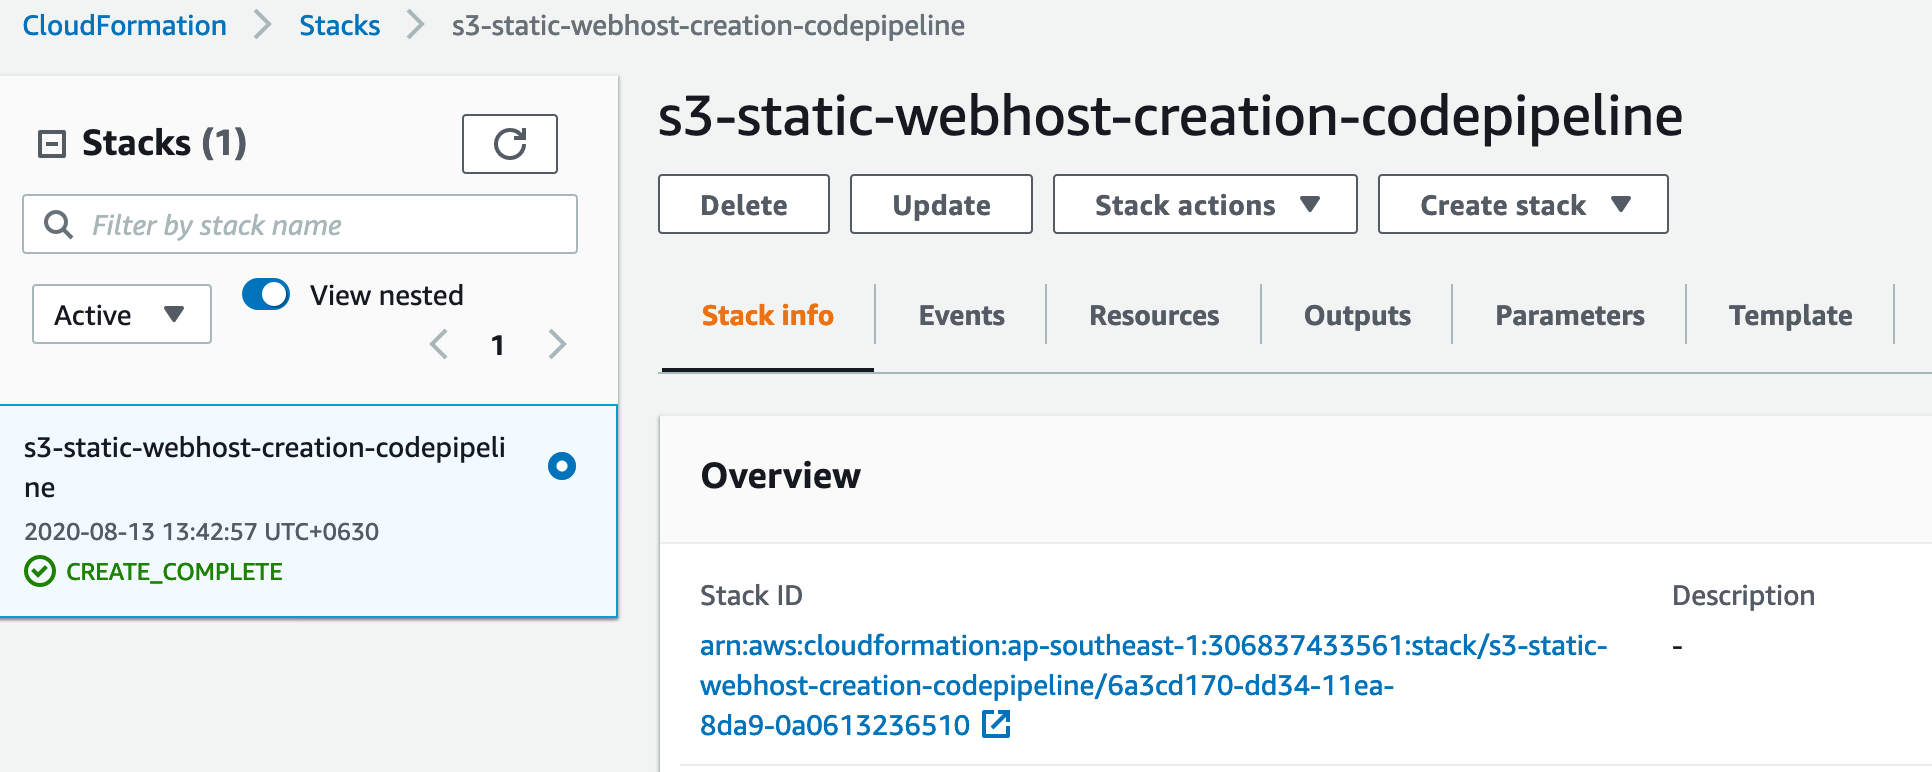 CloudFormation > Stacks > s3-static-webhost-creation-codepipeline
Stacks (1)
Filter by stack name
Active
View nested
1
s3-static-webhost-creation-codepipeli
ne
2020-08-13 13:42:57 UTC+0630
CREATE_COMPLETE
s3-static-webhost-creation-codepipeline
Delete Update Stack actions Create stack
Stack info Events Resources Outputs Parameters Template
Overview
Stack ID
arn:aws:cloudformation:ap-southeast-1:306837433561:stack/s3-static-
webhost-creation-codepipeline/6a3cd170-dd34-11ea-
8da9-0a0613236510
Description
-